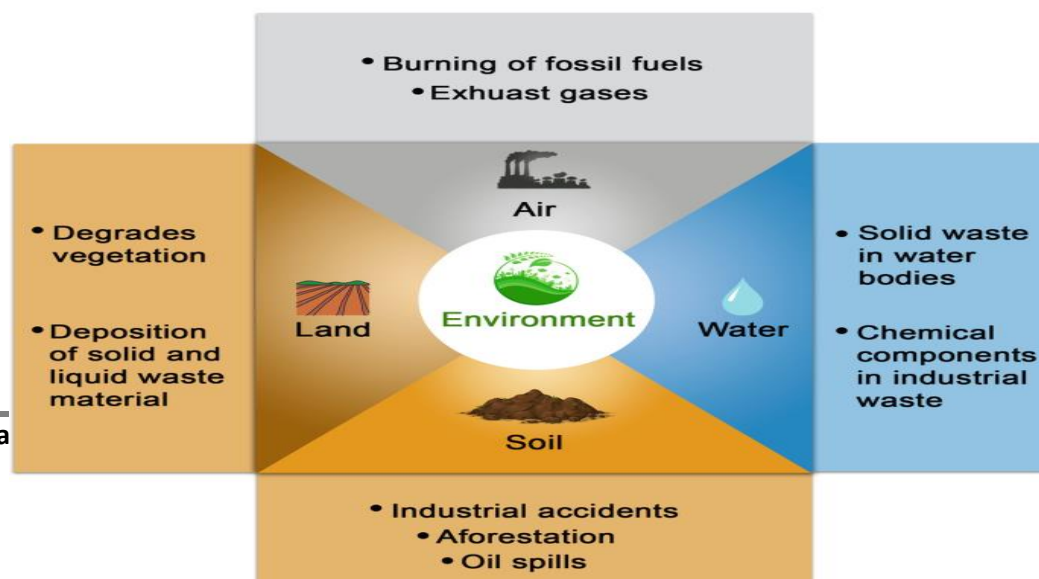 • Burning of fossil fuels
• Exhuast gases
Air
• Degrades
vegetation
• Deposition
of solid and
liquid waste
material
Land
Environment
Water
• Solid waste
in water
bodies
• Chemical
components
in industrial
waste
a
Soil
• Industrial accidents
• Aforestation
• Oil spills